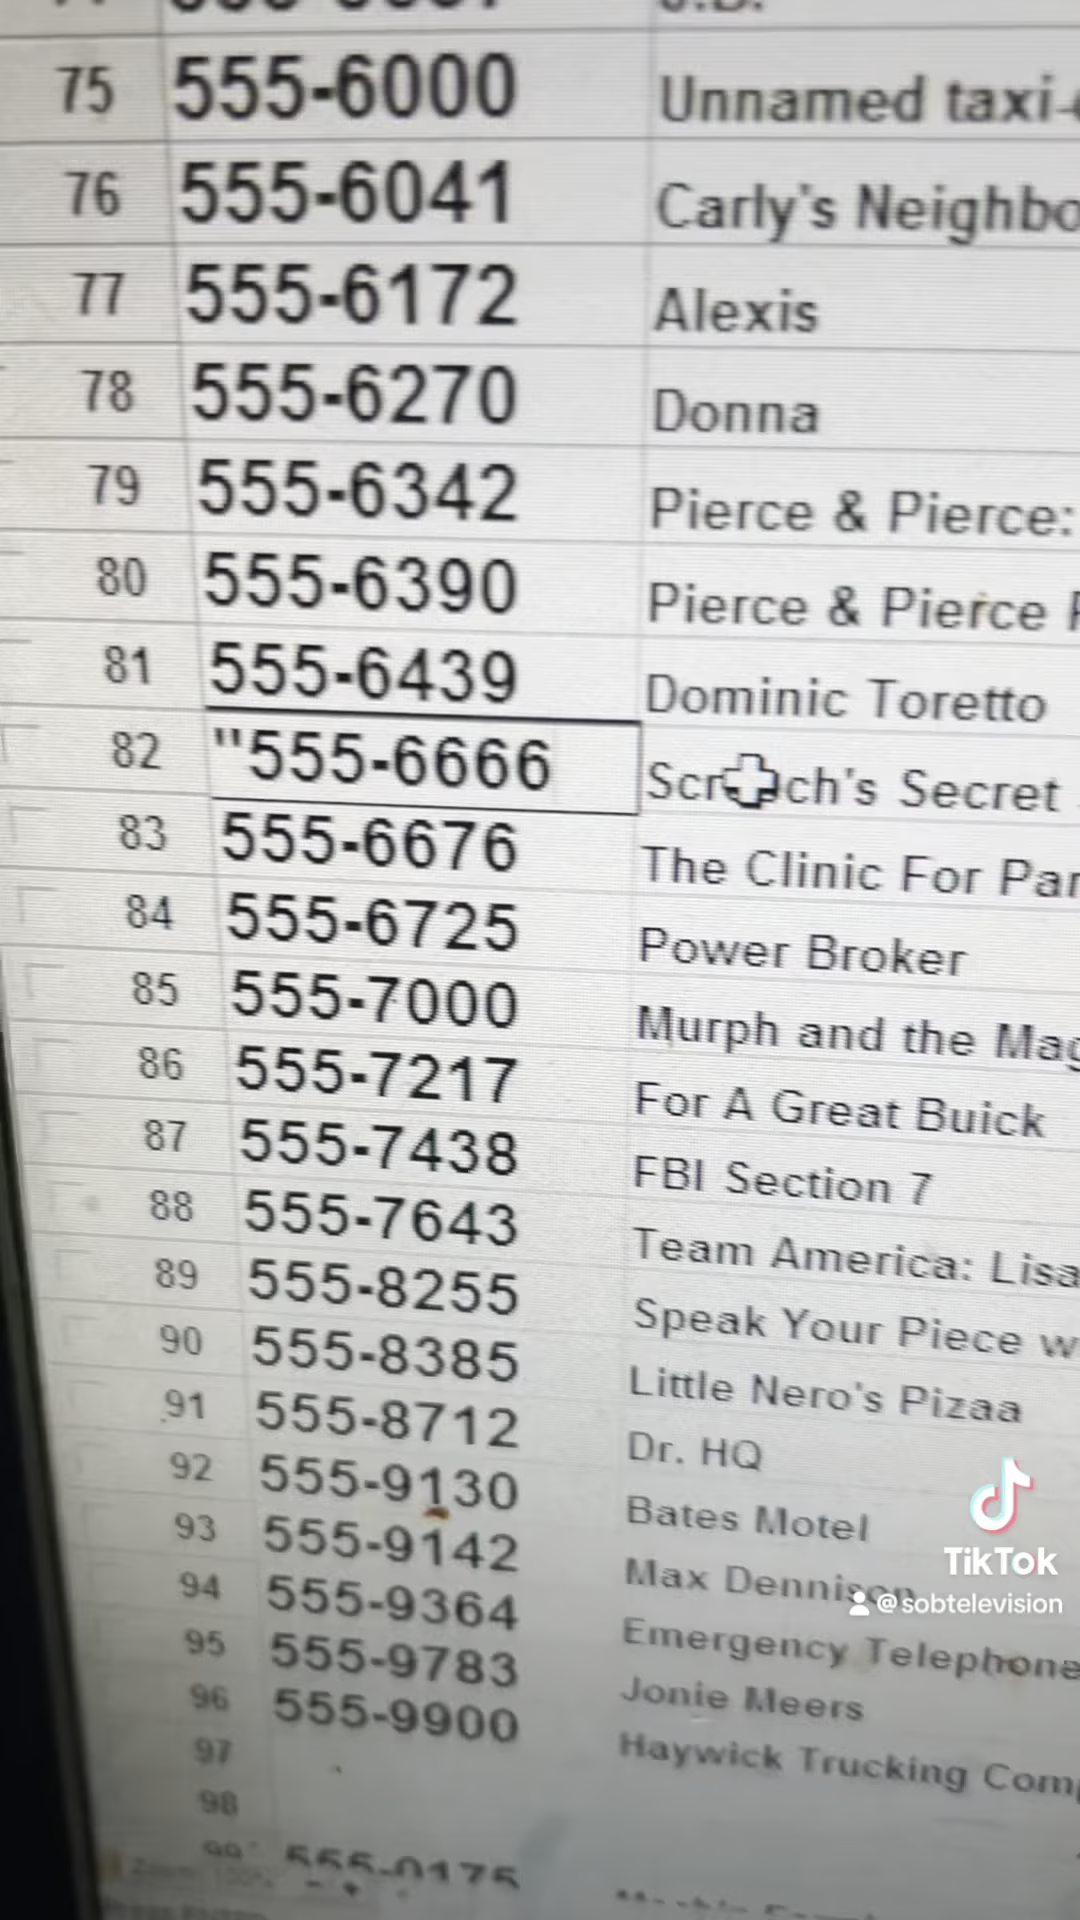 75 555-6000 Unnamed taxi-
76 555-6041 Carly's Neighbo
77 555-6172 Alexis
78 555-6270 Donna
79 555-6342 Pierce & Pierce:
80 555-6390 Pierce & Pierce
81 555-6439 Dominic Toretto
82 "555-6666 Scr ch's Secret
83 555-6676 The Clinic For Par
84 555-6725 Power Broker
85 555-7000 Murph and the Mag
86 555-7217 For A Great Buick
87 555-7438 FBI Section 7
88 555-7643 Team America: Lisa
89 555-8255 Speak Your Piece w
90 555-8385 Little Nero's Pizaa
91 555-8712 Dr. HQ
92 555-9130 Bates Motel
93 555-9142 Max Dennison
94 555-9364 Emergency Telephone
95 555-9783 Jonie Meers
96 555-9900 Haywick Trucking Com
97
98
99 555-0175
TikTok
@sobtelevision